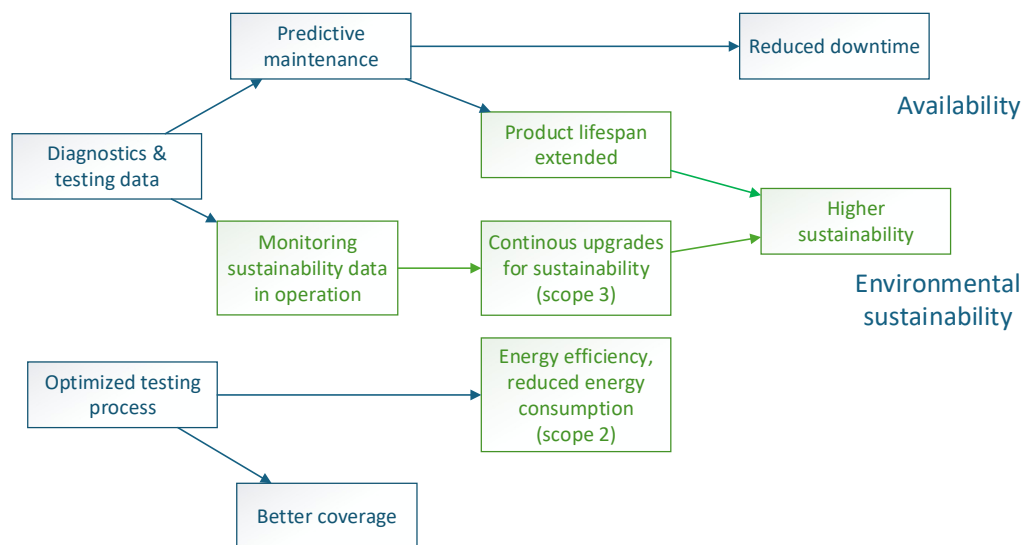 Predictive
maintenance
Reduced downtime
Availability
Product lifespan
extended
Diagnostics &
testing data
Higher
sustainability
Monitoring
sustainability data
in operation
Continous upgrades
for sustainability
(scope 3)
Environmental
sustainability
Energy efficiency,
reduced energy
consumption
(scope 2)
Optimized testing
process
Better coverage